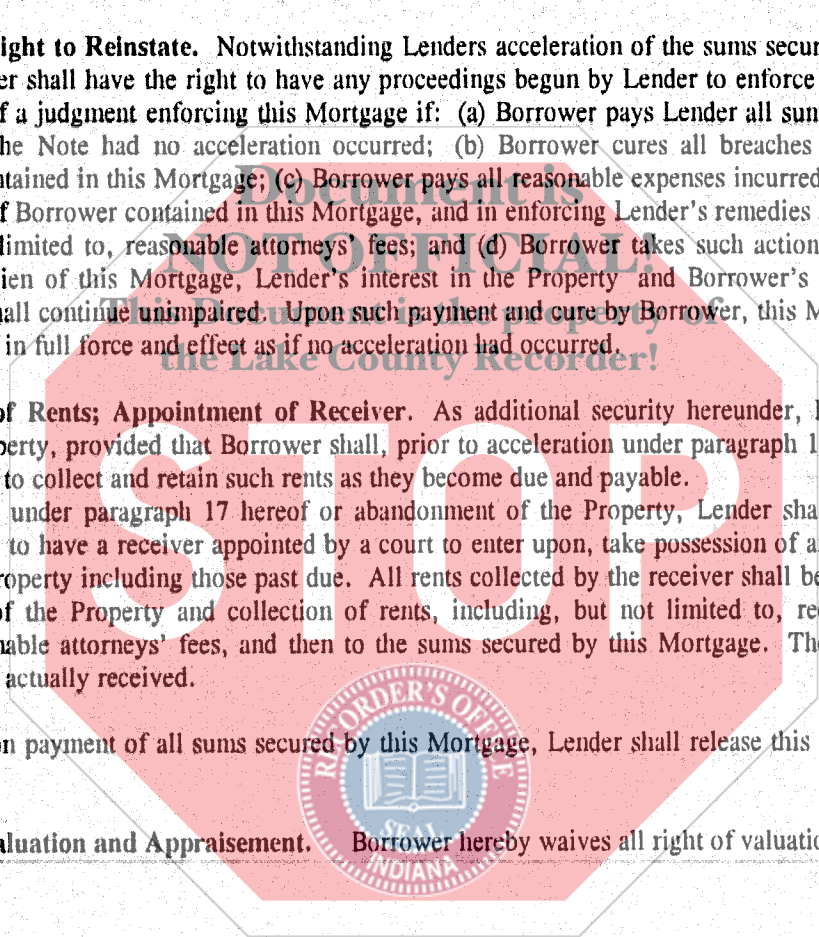 ight to Reinstate. Notwithstanding Lenders acceleration of the sums secur
er shall have the right to have any proceedings begun by Lender to enforce
f a judgment enforcing this Mortgage if: (a) Borrower pays Lender all sum
he Note had no acceleration occurred; (b) Borrower cures all breaches
ntained in this Mortgage; (c) Borrower pays all reasonable expenses incurred
f Borrower contained in this Mortgage, and in enforcing Lender's remedies
limited to, reasonable attorneys' fees; and (d) Borrower takes such action
ien of this Mortgage, Lender's interest in the Property and Borrower's
all continue unimpaired. Upon such payment and cure by Borrower, this M
in full force and effect as if no acceleration had occurred.
Document is
NOT OFFICIAL!
This Document is the property of
the Lake County Recorder!
of Rents; Appointment of Receiver. As additional security hereunder,
perty, provided that Borrower shall, prior to acceleration under paragraph 1
to collect and retain such rents as they become due and payable.
under paragraph 17 hereof or abandonment of the Property, Lender sha
to have a receiver appointed by a court to enter upon, take possession of a
roperty including those past due. All rents collected by the receiver shall be
of the Property and collection of rents, including, but not limited to, re
nable attorneys' fees, and then to the sums secured by this Mortgage. Th
actually received.
STOP
n payment of all sums secured by this Mortgage, Lender shall release this
aluation and Appraisement. Borrower hereby waives all right of valuatio
RECORDER'S OFFICE
SEAL
INDIANA